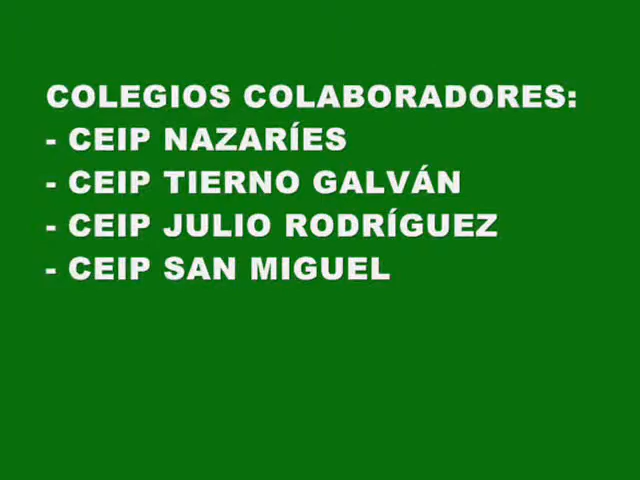 COLEGIOS COLABORADORES:
- CEIP NAZARÍES
- CEIP TIERNO GALVÁN
- CEIP JULIO RODRÍGUEZ
- CEIP SAN MIGUEL